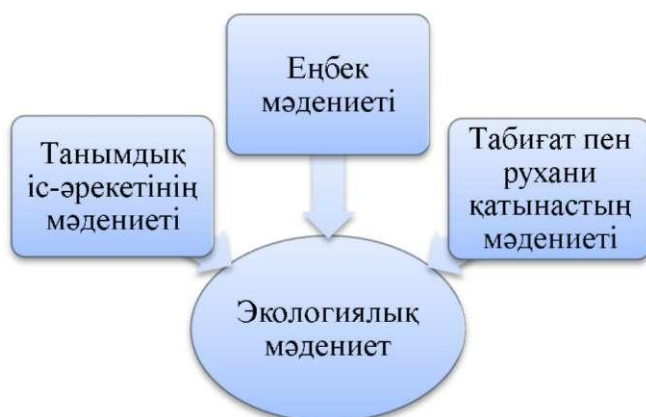 Еңбек
мәдениеті
Танымдық
іс-әрекетінің
мәдениеті
Табиғат пен
рухани
қатынастың
мәдениеті
Экологиялық
мәдениет